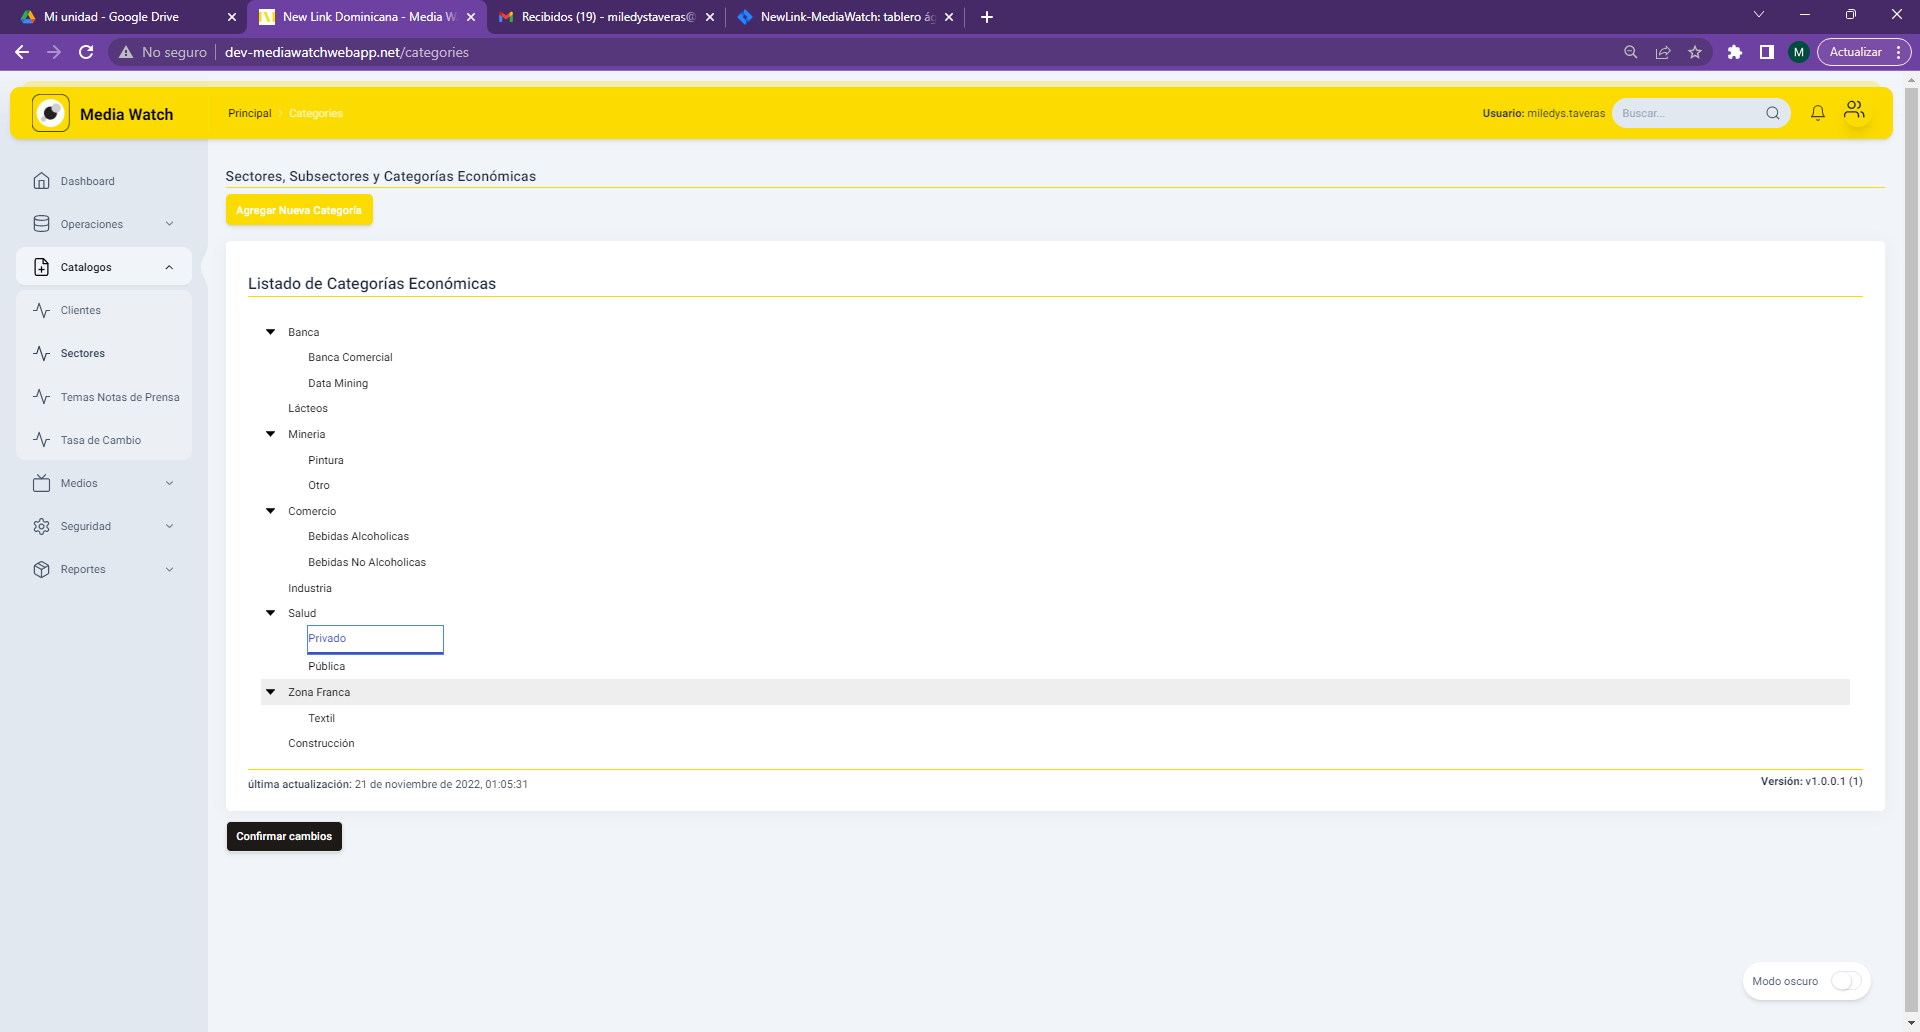 Mi unidad - Google Drive
New Link Dominicana - Media W
Recibidos (19) - miledystaveras@
NewLink-MediaWatch: tablero ág
No seguro
dev-mediawatchwebapp.net/categories
M
Actualizar
Media Watch
Principal
Categories
Usuario: miledys.taveras
Buscar...
Dashboard
Operaciones
Catalogos
Clientes
Sectores
Temas Notas de Prensa
Tasa de Cambio
Medios
Seguridad
Reportes
Sectores, Subsectores y Categorías Económicas
Agregar Nueva Categoría
Listado de Categorías Económicas
Banca
Banca Comercial
Data Mining
Lácteos
Mineria
Pintura
Otro
Comercio
Bebidas Alcoholicas
Bebidas No Alcoholicas
Industria
Salud
Privado
Pública
Zona Franca
Textil
Construcción
última actualización: 21 de noviembre de 2022, 01:05:31
Versión: v1.0.0.1 (1)
Confirmar cambios
Modo oscuro